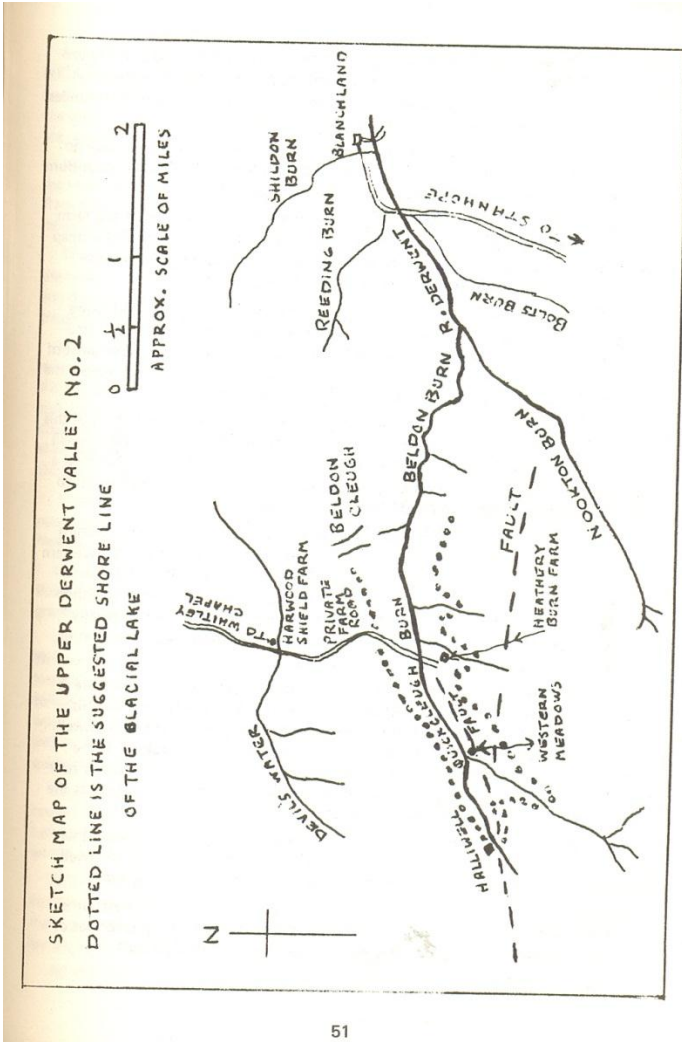 SKETCH MAP OF THE UPPER DERWENT VALLEY No. 2
DOTTED LINE IS THE SUGGESTED SHORE LINE
OF THE GLACIAL LAKE
0 ½ 1 2
APPROX. SCALE OF MILES
N
TO WHITLEY
CHAPEL
HARWOOD
SHIELD FARM
PRIVATE
FARM
ROAD
DEVILS WATER
BELDON
CLEUGH
SHILDON
BURN
REEDING BURN
BLANCHLAND
R. DERWENT
TO STANHOPE
BOLTS BURN
BELDON BURN
NOOKTON BURN
HALLIWELL
QUICKCLEUGH BURN
FAULT
FAULT
HEATHERY
BURN FARM
WESTERN
MEADOWS
51